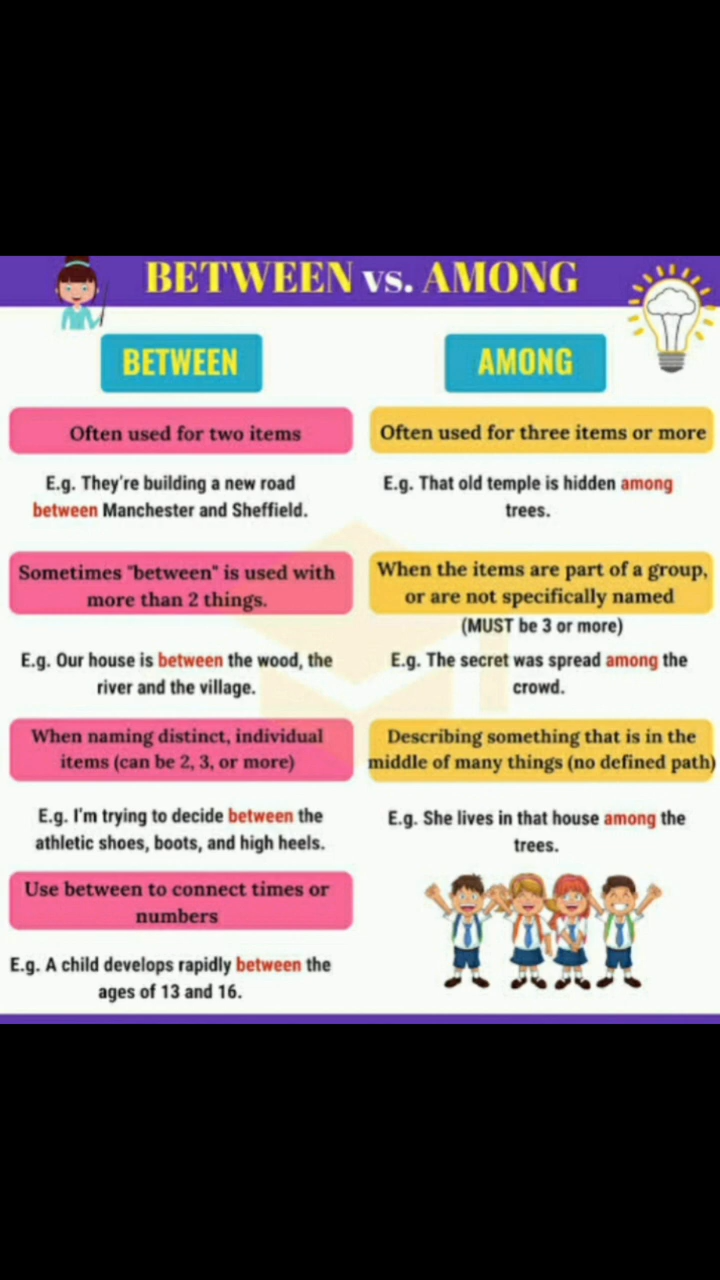 BETWEEN vs. AMONG
BETWEEN
Often used for two items
E.g. They're building a new road
between Manchester and Sheffield.
Sometimes "between" is used with
more than 2 things.
E.g. Our house is between the wood, the
river and the village.
When naming distinct, individual
items (can be 2, 3, or more)
E.g. I'm trying to decide between the
athletic shoes, boots, and high heels.
Use between to connect times or
numbers
E.g. A child develops rapidly between the
ages of 13 and 16.
AMONG
Often used for three items or more
E.g. That old temple is hidden among
trees.
When the items are part of a group,
or are not specifically named
(MUST be 3 or more)
E.g. The secret was spread among the
crowd.
Describing something that is in the
middle of many things (no defined path)
E.g. She lives in that house among the
trees.